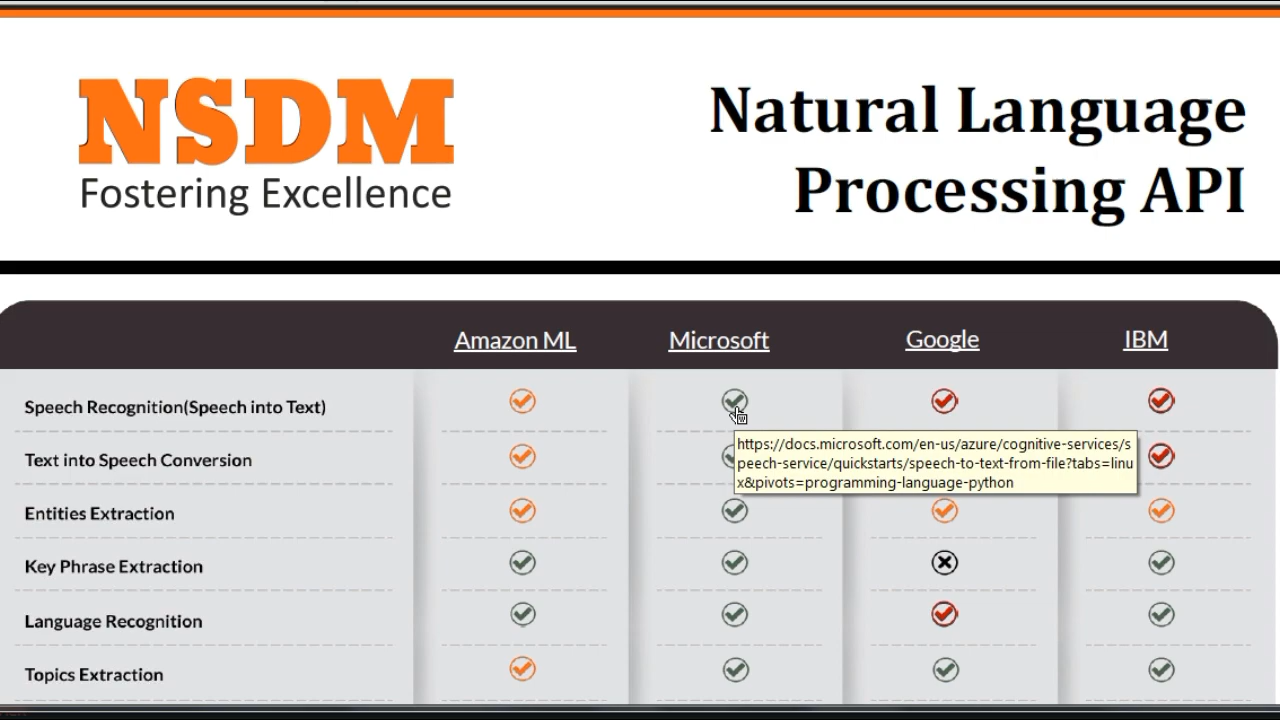 NSDM
Fostering Excellence
Natural Language
Processing API
Amazon ML Microsoft Google IBM
Speech Recognition(Speech into Text)
https://docs.microsoft.com/en-us/azure/cognitive-services/s
peech-service/quickstarts/speech-to-text-from-file?tabs=linu
x&pivots=programming-language-python
Text into Speech Conversion
Entities Extraction
Key Phrase Extraction
Language Recognition
Topics Extraction